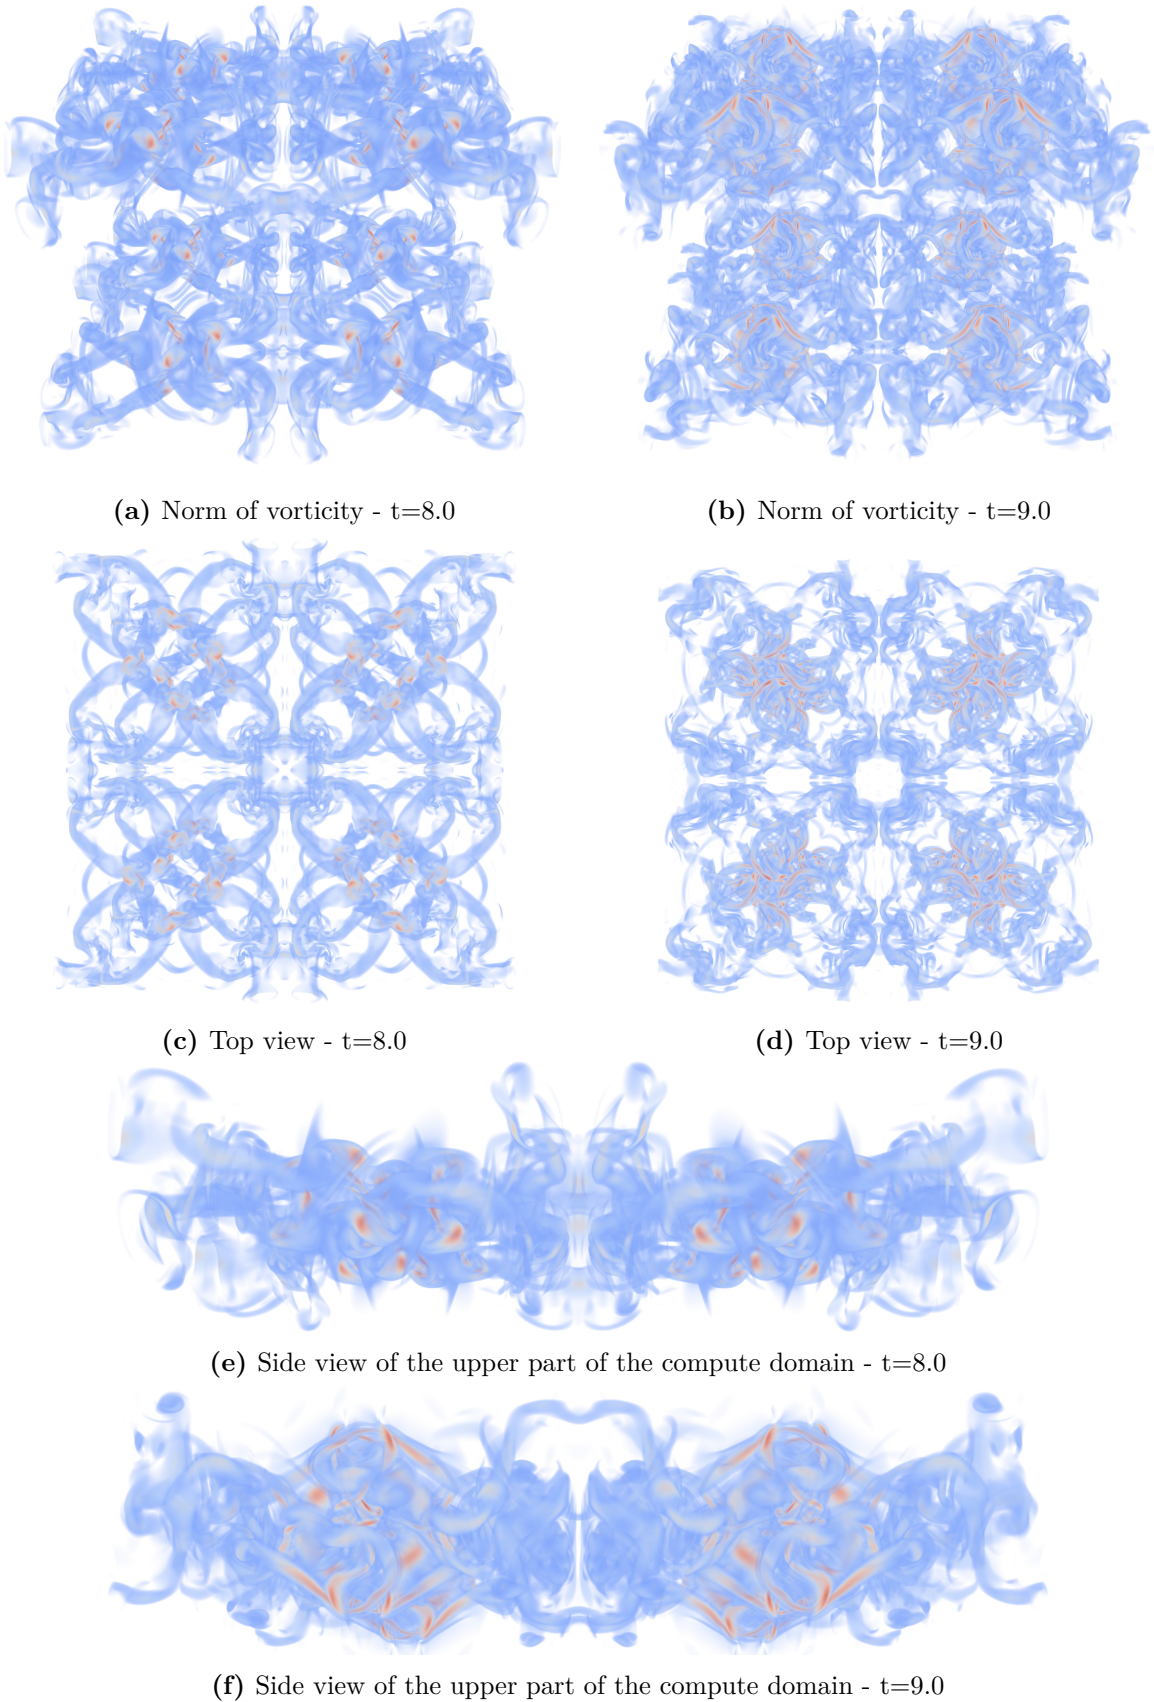 (a) Norm of vorticity - t=8.0
(b) Norm of vorticity - t=9.0
(c) Top view - t=8.0
(d) Top view - t=9.0
(e) Side view of the upper part of the compute domain - t=8.0
(f) Side view of the upper part of the compute domain - t=9.0